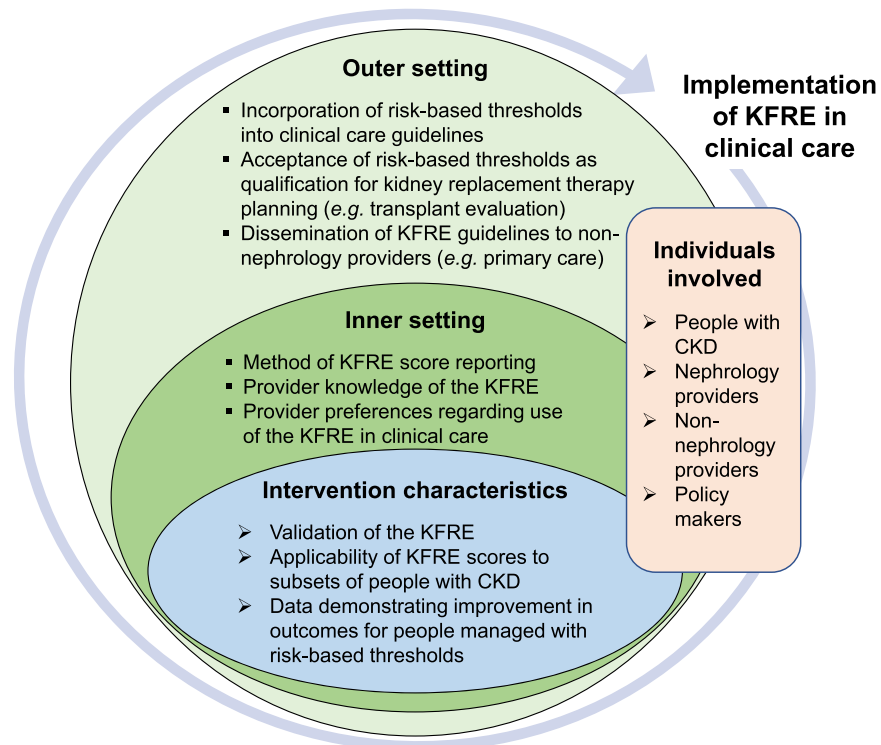 Outer setting
▪ Incorporation of risk-based thresholds
into clinical care guidelines
▪ Acceptance of risk-based thresholds as
qualification for kidney replacement therapy
planning (e.g. transplant evaluation)
▪ Dissemination of KFRE guidelines to non-
nephrology providers (e.g. primary care)
Implementation
of KFRE in
clinical care
Inner setting
▪ Method of KFRE score reporting
▪ Provider knowledge of the KFRE
▪ Provider preferences regarding use
of the KFRE in clinical care
Intervention characteristics
➢ Validation of the KFRE
➢ Applicability of KFRE scores to
subsets of people with CKD
➢ Data demonstrating improvement in
outcomes for people managed with
risk-based thresholds
Individuals
involved
➢ People with
CKD
➢ Nephrology
providers
➢ Non-
nephrology
providers
➢ Policy
makers